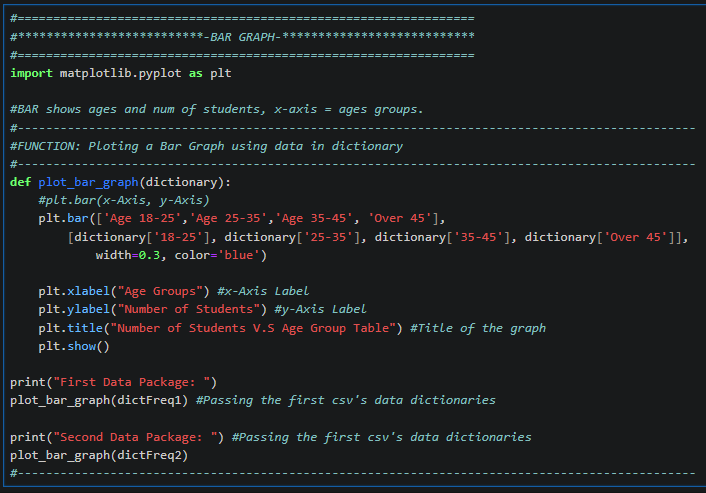 #================================================================
#**************************-BAR GRAPH-***************************
#================================================================
import matplotlib.pyplot as plt
#BAR shows ages and num of students, x-axis = ages groups.
#-----------------------------------------------------------------------------------------------
#FUNCTION: Ploting a Bar Graph using data in dictionary
#-----------------------------------------------------------------------------------------------
def plot_bar_graph(dictionary):
    #plt.bar(x-Axis, y-Axis)
    plt.bar(['Age 18-25','Age 25-35','Age 35-45', 'Over 45'],
        [dictionary['18-25'], dictionary['25-35'], dictionary['35-45'], dictionary['Over 45']],
            width=0.3, color='blue')
    plt.xlabel("Age Groups") #x-Axis Label
    plt.ylabel("Number of Students") #y-Axis Label
    plt.title("Number of Students V.S Age Group Table") #Title of the graph
    plt.show()
print("First Data Package: ")
plot_bar_graph(dictFreq1) #Passing the first csv's data dictionaries
print("Second Data Package: ") #Passing the first csv's data dictionaries
plot_bar_graph(dictFreq2)
#-----------------------------------------------------------------------------------------------